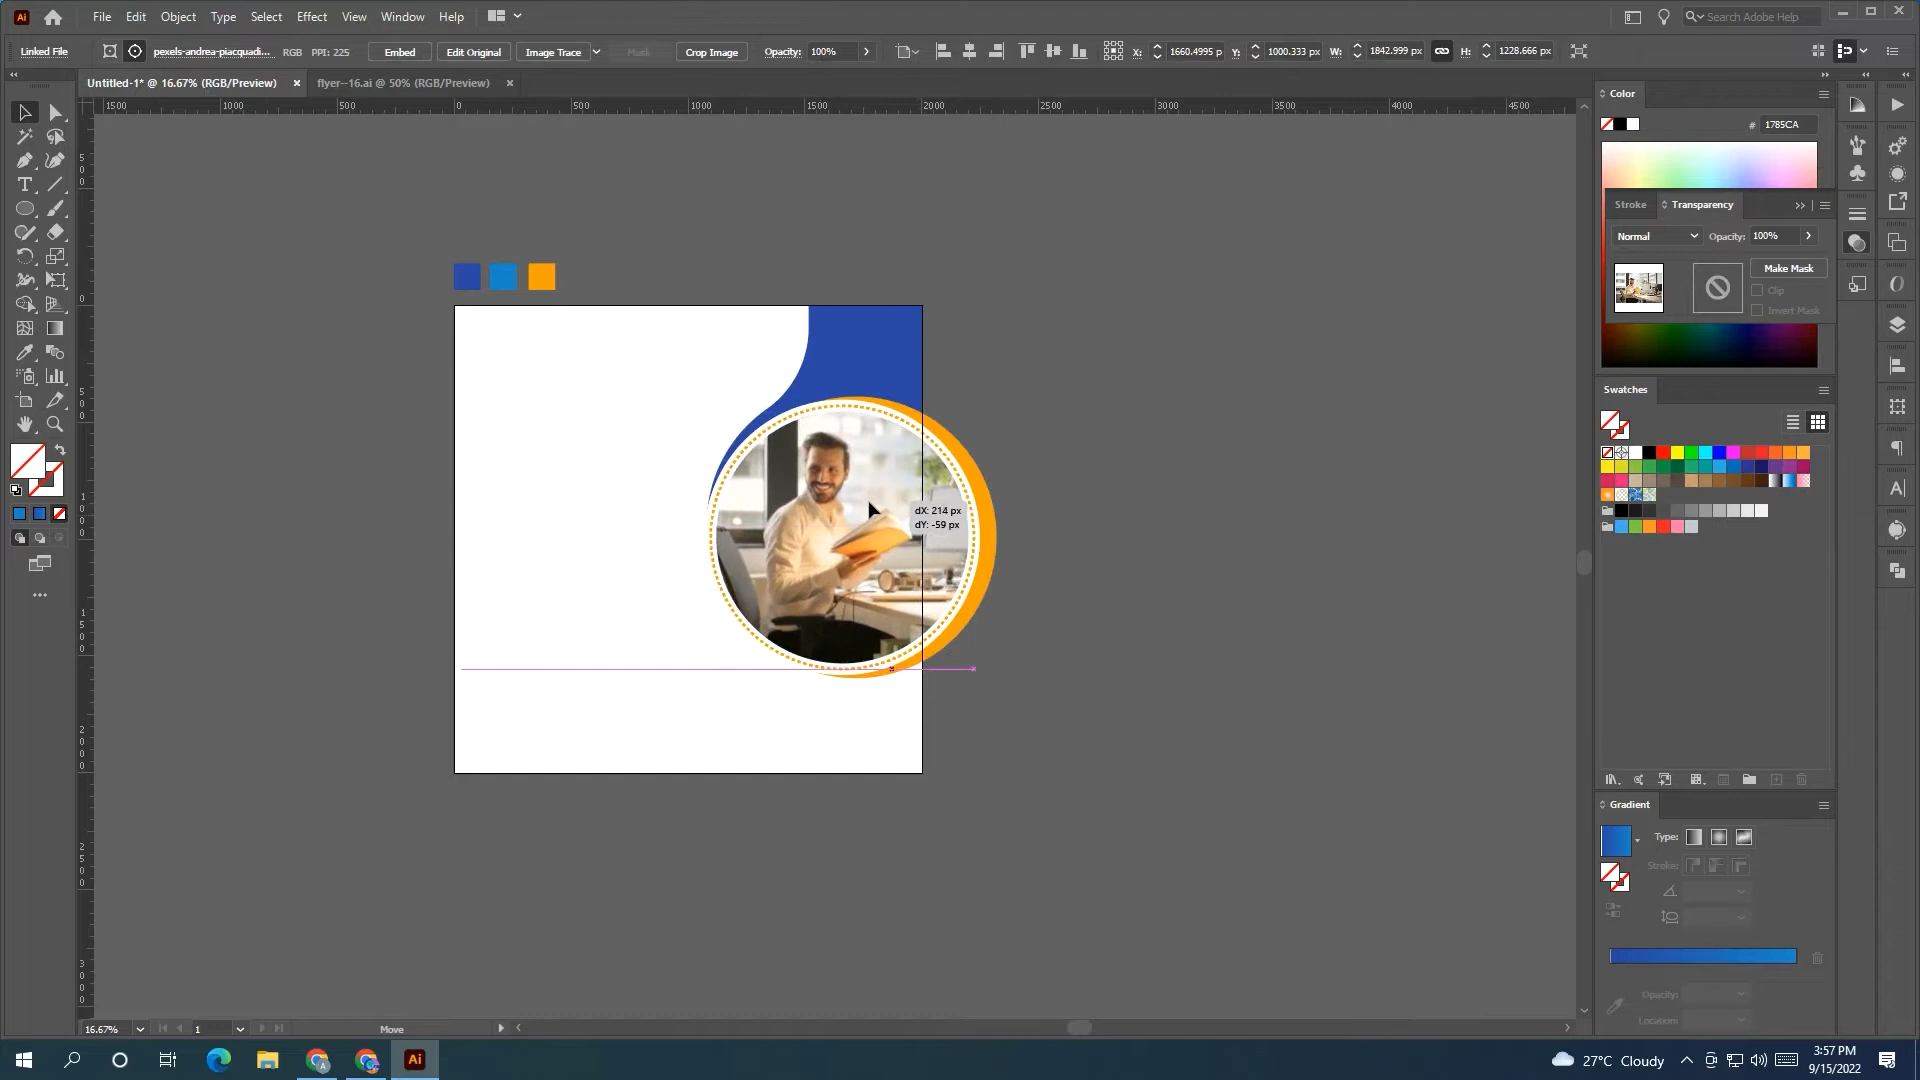 File Edit Object Type Select Effect View Window Help
Search Adobe Help
Linked File
pexels-andrea-piacquadi... RGB PPI: 225 Embed Edit Original Image Trace Mask Crop Image Opacity: 100% X: 1660.4995 p Y: 1000.333 px W: 1842.999 px H: 1228.666 px
Untitled-1* @ 16.67% (RGB/Preview) × flyer--16.ai @ 50% (RGB/Preview) ×
1500 1000 500 0 500 1000 1500 2000 2500 3000 3500 4000 4500
Color
# 1785CA
Stroke Transparency
Normal Opacity: 100%
Make Mask
Clip
Invert Mask
Swatches
dX: 214 px
dY: -59 px
Gradient
Type:
Stroke:
Opacity:
Location:
16.67% 1 Move
Ai 27°C Cloudy 3:57 PM
9/15/2022